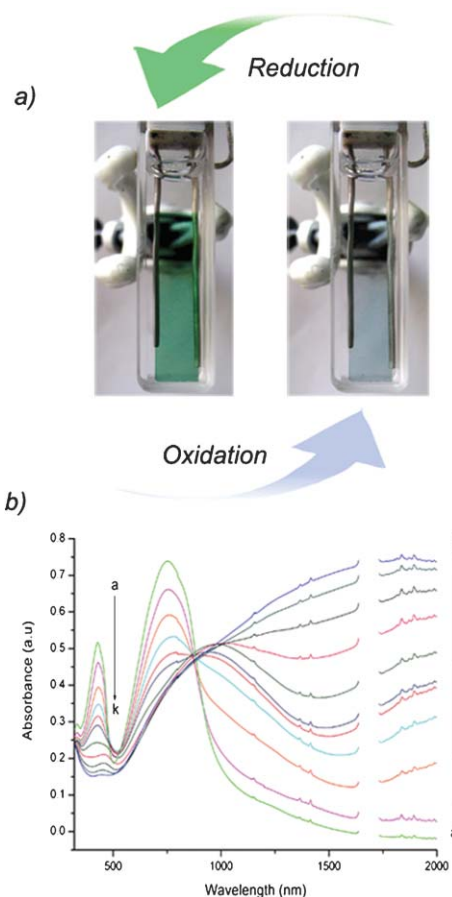 Reduction
a)
Oxidation
b)
0.8
0.7
0.6
0.5
0.4
0.3
0.2
0.1
0.0
a
k
a
Absorbance (a.u)
500
1000
1500
2000
Wavelength (nm)